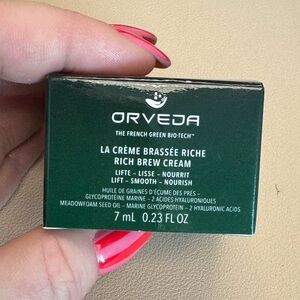 ORVEDA
THE FRENCH GREEN BIO-TECH™
LA CRÈME BRASSÉE RICHE
RICH BREW CREAM
LIFTE – LISSE – NOURRIT
LIFT – SMOOTH – NOURISH
HUILE DE GRAINES D'ÉCUME DES PRÉS –
GLYCOPROTÉINE MARINE – 2 ACIDES HYALURONIQUES
MEADOWFOAM SEED OIL – MARINE GLYCOPROTEIN – 2 HYALURONIC ACIDS
7 ml 0.23 FL OZ